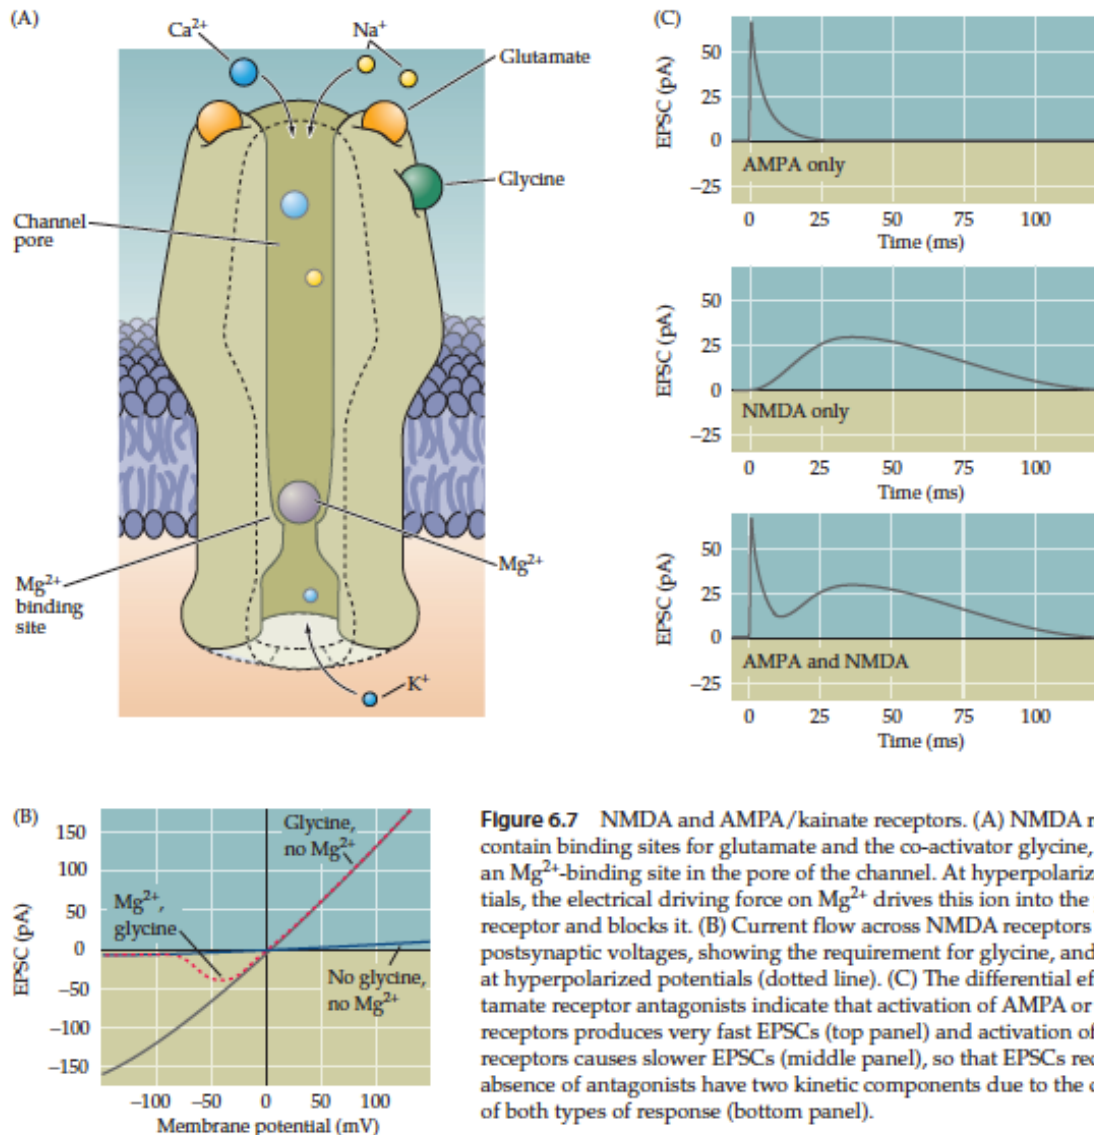 (A)
Ca2+
Na+
Glutamate
Glycine
Channel
pore
Mg2+
binding
site
Mg2+
K+
(C)
EPSC (pA)
50
25
0
−25
AMPA only
0 25 50 75 100
Time (ms)
EPSC (pA)
50
25
0
−25
NMDA only
0 25 50 75 100
Time (ms)
EPSC (pA)
50
25
0
−25
AMPA and NMDA
0 25 50 75 100
Time (ms)
(B)
EPSC (pA)
150
100
50
0
−50
−100
−150
Glycine,
no Mg2+
Mg2+,
glycine
No glycine,
no Mg2+
−100 −50 0 50 100
Membrane potential (mV)
Figure 6.7 NMDA and AMPA/kainate receptors. (A) NMDA r
contain binding sites for glutamate and the co-activator glycine,
an Mg2+-binding site in the pore of the channel. At hyperpolariz
tials, the electrical driving force on Mg2+ drives this ion into the
receptor and blocks it. (B) Current flow across NMDA receptors
postsynaptic voltages, showing the requirement for glycine, and
at hyperpolarized potentials (dotted line). (C) The differential ef
tamate receptor antagonists indicate that activation of AMPA or
receptors produces very fast EPSCs (top panel) and activation of
receptors causes slower EPSCs (middle panel), so that EPSCs rec
absence of antagonists have two kinetic components due to the c
of both types of response (bottom panel).